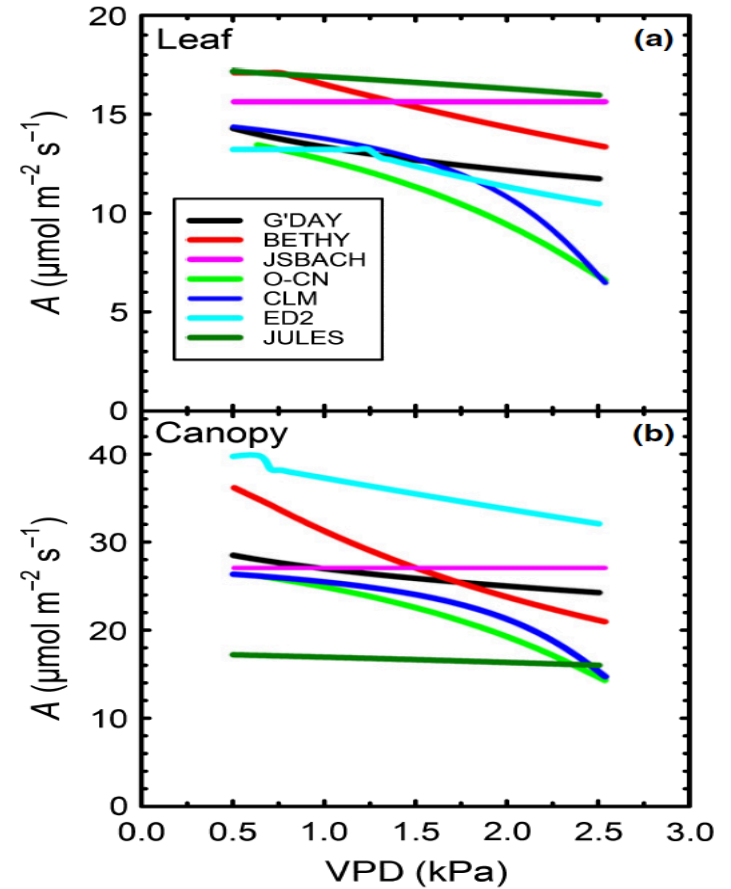 20
Leaf
(a)
15
10
5
0
A (µmol m⁻² s⁻¹)
G'DAY
BETHY
JSBACH
O-CN
CLM
ED2
JULES
Canopy
(b)
40
30
20
10
0
A (µmol m⁻² s⁻¹)
0.0 0.5 1.0 1.5 2.0 2.5 3.0
VPD (kPa)